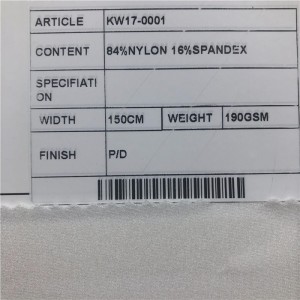 ARTICLE KW17-0001
CONTENT 84%NYLON 16%SPANDEX
SPECIFIATI
ON
WIDTH 150CM WEIGHT 190GSM
FINISH P/D